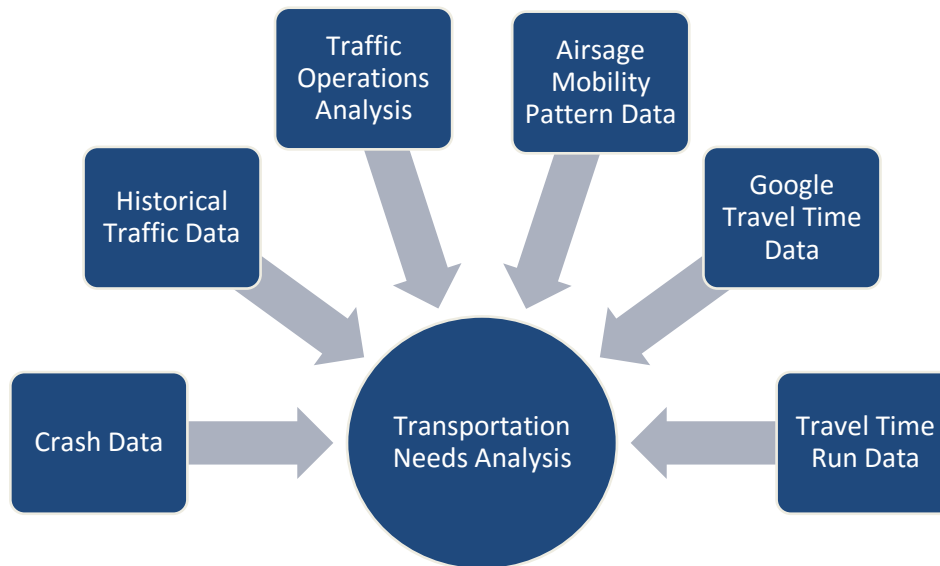 Traffic
Operations
Analysis
Airsage
Mobility
Pattern Data
Historical
Traffic Data
Google
Travel Time
Data
Crash Data
Transportation
Needs Analysis
Travel Time
Run Data